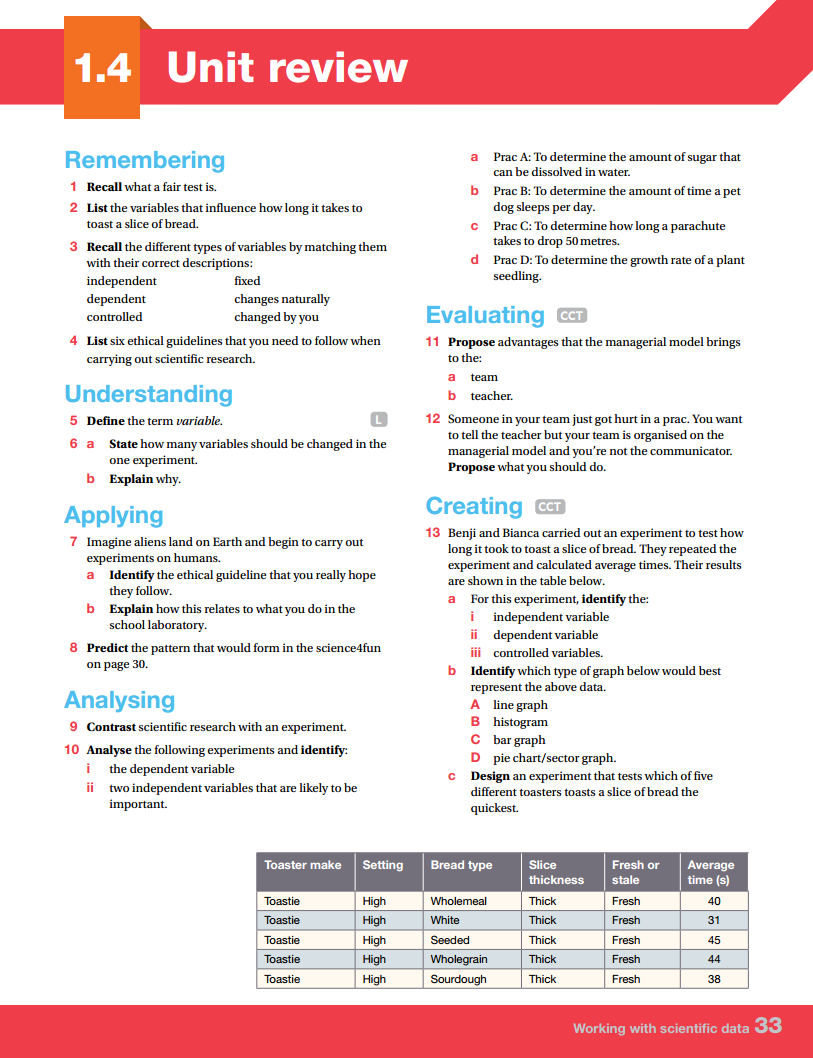 1.4 Unit review
Remembering
1 Recall what a fair test is.
2 List the variables that influence how long it takes to
toast a slice of bread.
3 Recall the different types of variables by matching them
with their correct descriptions:
independent fixed
dependent changes naturally
controlled changed by you
4 List six ethical guidelines that you need to follow when
carrying out scientific research.
Understanding
5 Define the term variable. L
6 a State how many variables should be changed in the
one experiment.
b Explain why.
Applying
7 Imagine aliens land on Earth and begin to carry out
experiments on humans.
a Identify the ethical guideline that you really hope
they follow.
b Explain how this relates to what you do in the
school laboratory.
8 Predict the pattern that would form in the science4fun
on page 30.
Analysing
9 Contrast scientific research with an experiment.
10 Analyse the following experiments and identify:
i the dependent variable
ii two independent variables that are likely to be
important.
a Prac A: To determine the amount of sugar that
can be dissolved in water.
b Prac B: To determine the amount of time a pet
dog sleeps per day.
c Prac C: To determine how long a parachute
takes to drop 50 metres.
d Prac D: To determine the growth rate of a plant
seedling.
Evaluating CCT
11 Propose advantages that the managerial model brings
to the:
a team
b teacher.
12 Someone in your team just got hurt in a prac. You want
to tell the teacher but your team is organised on the
managerial model and you're not the communicator.
Propose what you should do.
Creating CCT
13 Benji and Bianca carried out an experiment to test how
long it took to toast a slice of bread. They repeated the
experiment and calculated average times. Their results
are shown in the table below.
a For this experiment, identify the:
i independent variable
ii dependent variable
iii controlled variables.
b Identify which type of graph below would best
represent the above data.
A line graph
B histogram
C bar graph
D pie chart/sector graph.
c Design an experiment that tests which of five
different toasters toasts a slice of bread the
quickest.
Toaster make Setting Bread type Slice thickness Fresh or stale Average time (s)
Toastie High Wholemeal Thick Fresh 40
Toastie High White Thick Fresh 31
Toastie High Seeded Thick Fresh 45
Toastie High Wholegrain Thick Fresh 44
Toastie High Sourdough Thick Fresh 38
Working with scientific data 33